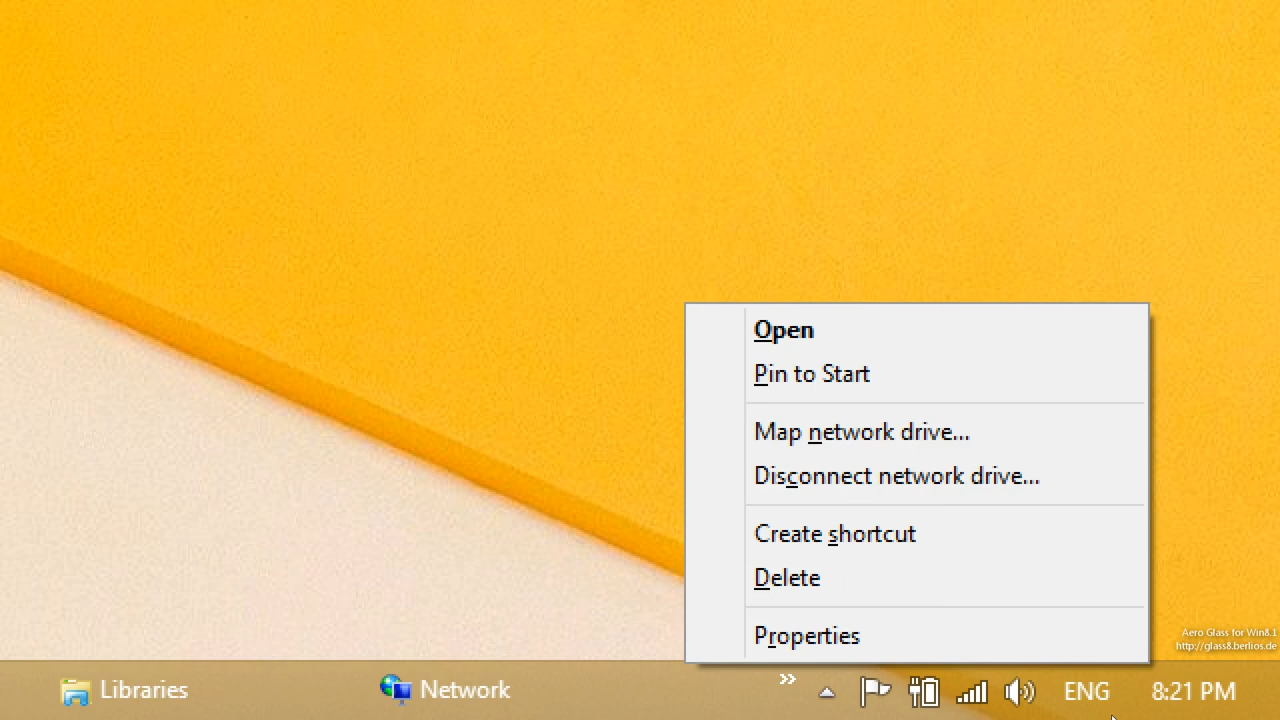 Open
Pin to Start
Map network drive...
Disconnect network drive...
Create shortcut
Delete
Properties
Aero Glass for Win8.1
http://glass8.berlios.de
Libraries
Network
ENG
8:21 PM